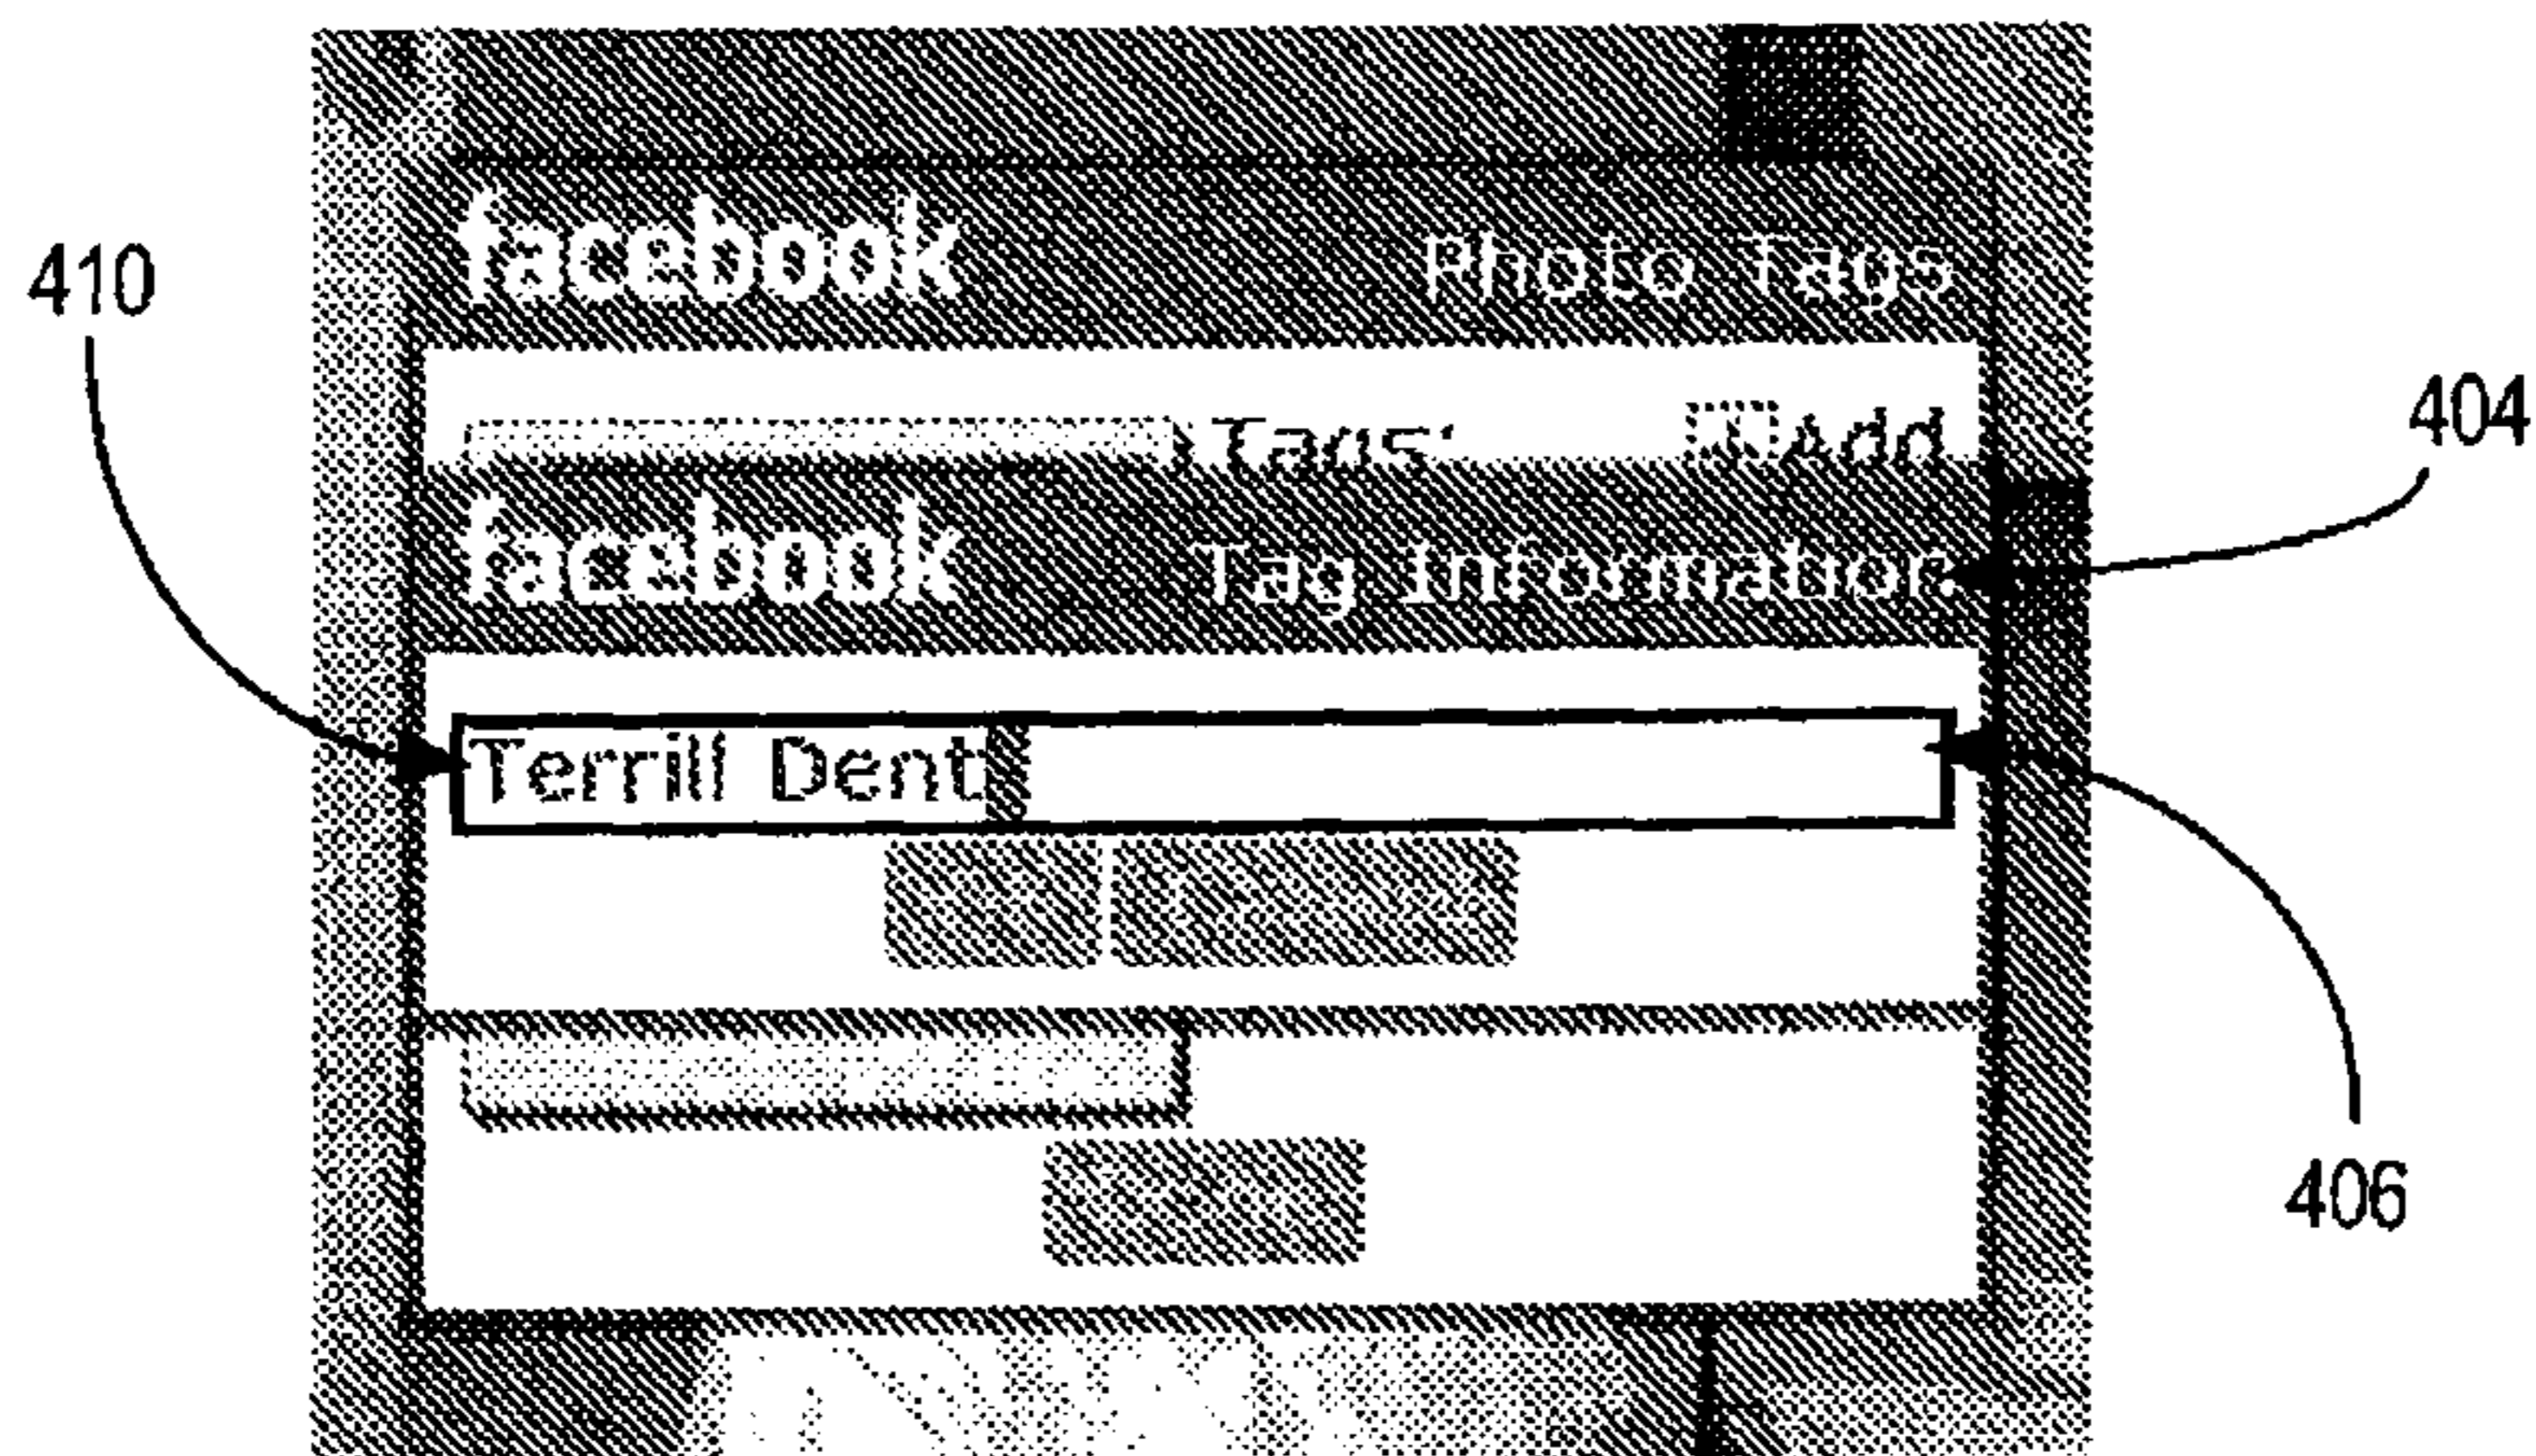 facebook Photo Tags
410
Tags: Add
404
facebook Tag Information
Terrill Dent
406